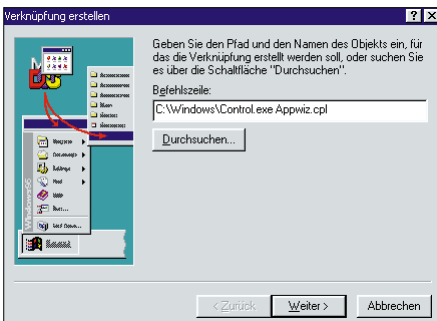 Verknüpfung erstellen
Geben Sie den Pfad und den Namen des Objekts ein, für
das die Verknüpfung erstellt werden soll, oder suchen Sie
es über die Schaltfläche "Durchsuchen".
Befehlszeile:
C:\Windows\Control.exe Appwiz.cpl
Durchsuchen...
< Zurück
Weiter >
Abbrechen
Windows95